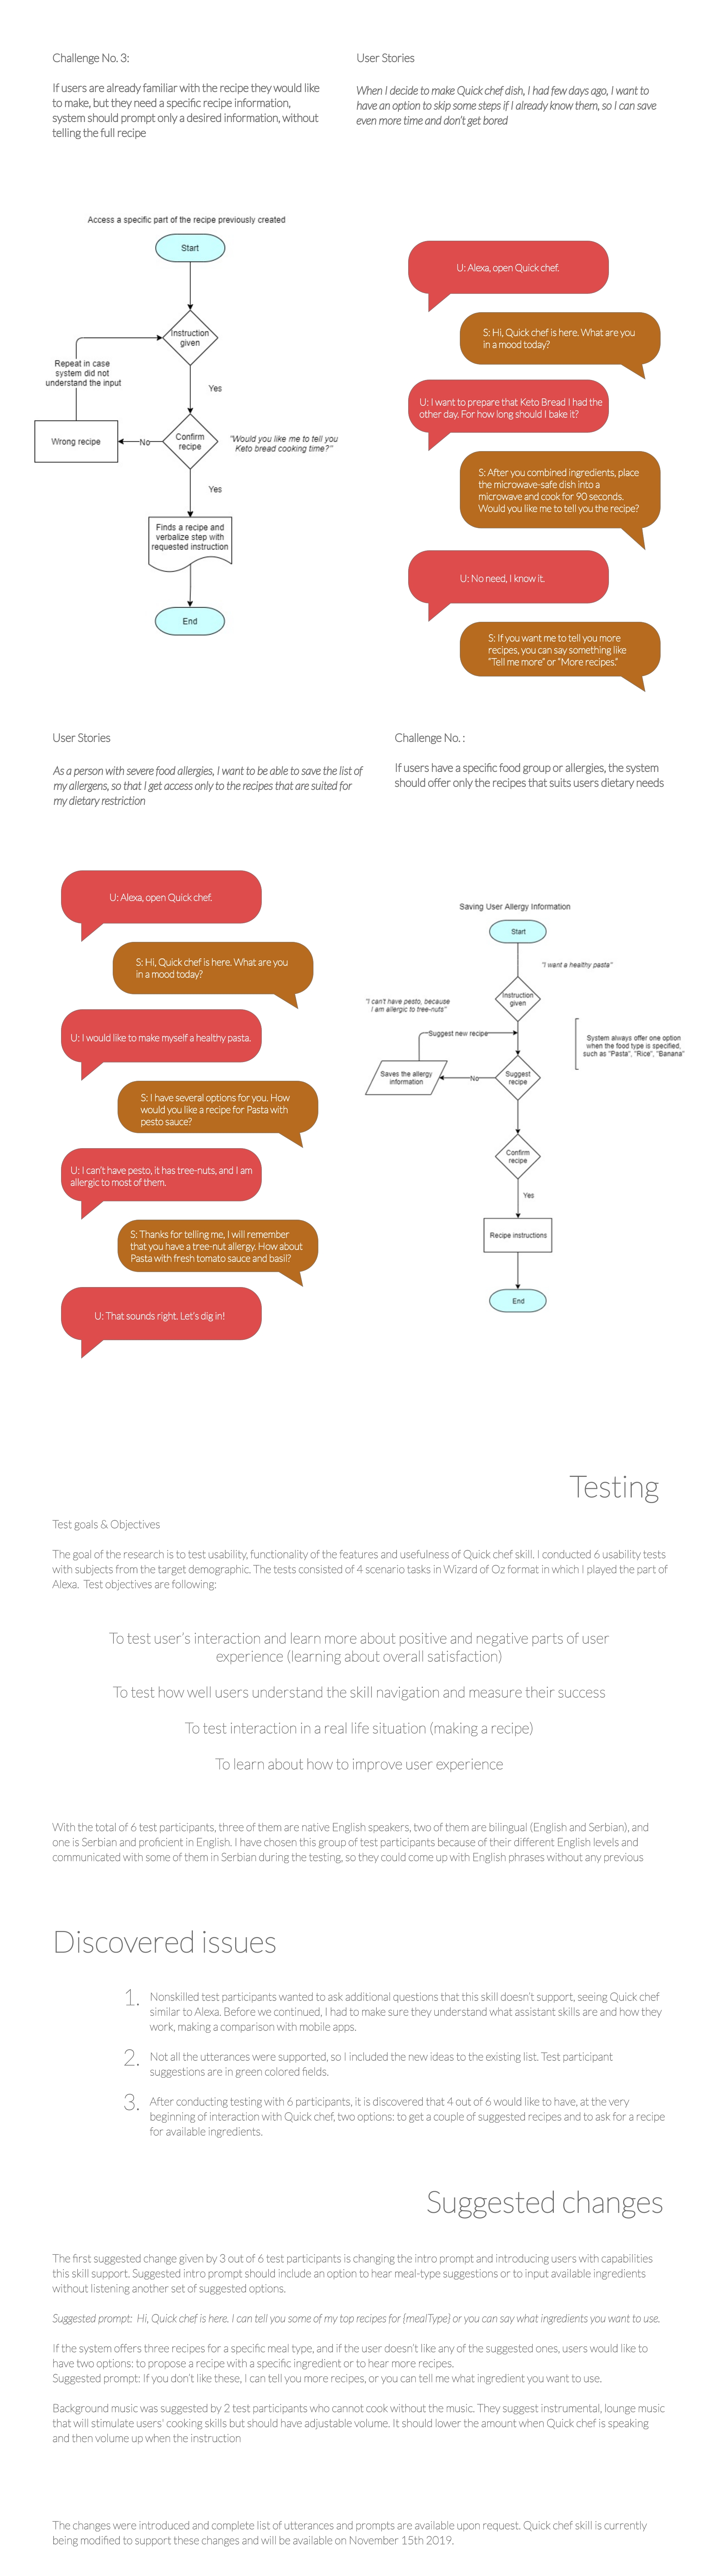 Challenge No. 3:
If users are already familiar with the recipe they would like
to make, but they need a specific recipe information,
system should prompt only a desired information, without
telling the full recipe
User Stories
When I decide to make Quick chef dish, I had few days ago, I want to
have an option to skip some steps if I already know them, so I can save
even more time and don't get bored
Access a specific part of the recipe previously created
Start
Instruction
given
Repeat in case
system did not
understand the input
Yes
Wrong recipe
No
Confirm
recipe
"Would you like me to tell you
Keto bread cooking time?"
Yes
Finds a recipe and
verbalize step with
requested instruction
End
U: Alexa, open Quick chef.
S: Hi, Quick chef is here. What are you
in a mood today?
U: I want to prepare that Keto Bread I had the
other day. For how long should I bake it?
S: After you combined ingredients, place
the microwave-safe dish into a
microwave and cook for 90 seconds.
Would you like me to tell you the recipe?
U: No need, I know it.
S: If you want me to tell you more
recipes, you can say something like
"Tell me more" or "More recipes."
User Stories
As a person with severe food allergies, I want to be able to save the list of
my allergens, so that I get access only to the recipes that are suited for
my dietary restriction
Challenge No. :
If users have a specific food group or allergies, the system
should offer only the recipes that suits users dietary needs
U: Alexa, open Quick chef.
S: Hi, Quick chef is here. What are you
in a mood today?
U: I would like to make myself a healthy pasta.
S: I have several options for you. How
would you like a recipe for Pasta with
pesto sauce?
U: I can't have pesto, it has tree-nuts, and I am
allergic to most of them.
S: Thanks for telling me, I will remember
that you have a tree-nut allergy. How about
Pasta with fresh tomato sauce and basil?
U: That sounds right. Let's dig in!
Saving User Allergy Information
Start
"I want a healthy pasta"
Instruction
given
"I can't have pesto, because
I am allergic to tree-nuts"
Suggest new recipe
System always offer one option
when the food type is specified,
such as "Pasta", "Rice", "Banana"
Saves the allergy
information
No
Suggest
recipe
Confirm
recipe
Yes
Recipe instructions
End
Testing
Test goals & Objectives
The goal of the research is to test usability, functionality of the features and usefulness of Quick chef skill. I conducted 6 usability tests
with subjects from the target demographic. The tests consisted of 4 scenario tasks in Wizard of Oz format in which I played the part of
Alexa. Test objectives are following:
To test user's interaction and learn more about positive and negative parts of user
experience (learning about overall satisfaction)
To test how well users understand the skill navigation and measure their success
To test interaction in a real life situation (making a recipe)
To learn about how to improve user experience
With the total of 6 test participants, three of them are native English speakers, two of them are bilingual (English and Serbian), and
one is Serbian and proficient in English. I have chosen this group of test participants because of their different English levels and
communicated with some of them in Serbian during the testing, so they could come up with English phrases without any previous
Discovered issues
1. Nonskilled test participants wanted to ask additional questions that this skill doesn't support, seeing Quick chef
similar to Alexa. Before we continued, I had to make sure they understand what assistant skills are and how they
work, making a comparison with mobile apps.
2. Not all the utterances were supported, so I included the new ideas to the existing list. Test participant
suggestions are in green colored fields.
3. After conducting testing with 6 participants, it is discovered that 4 out of 6 would like to have, at the very
beginning of interaction with Quick chef, two options: to get a couple of suggested recipes and to ask for a recipe
for available ingredients.
Suggested changes
The first suggested change given by 3 out of 6 test participants is changing the intro prompt and introducing users with capabilities
this skill support. Suggested intro prompt should include an option to hear meal-type suggestions or to input available ingredients
without listening another set of suggested options.
Suggested prompt: Hi, Quick chef is here. I can tell you some of my top recipes for {mealType} or you can say what ingredients you want to use.
If the system offers three recipes for a specific meal type, and if the user doesn't like any of the suggested ones, users would like to
have two options: to propose a recipe with a specific ingredient or to hear more recipes.
Suggested prompt: If you don't like these, I can tell you more recipes, or you can tell me what ingredient you want to use.
Background music was suggested by 2 test participants who cannot cook without the music. They suggest instrumental, lounge music
that will stimulate users' cooking skills but should have adjustable volume. It should lower the amount when Quick chef is speaking
and then volume up when the instruction
The changes were introduced and complete list of utterances and prompts are available upon request. Quick chef skill is currently
being modified to support these changes and will be available on November 15th 2019.